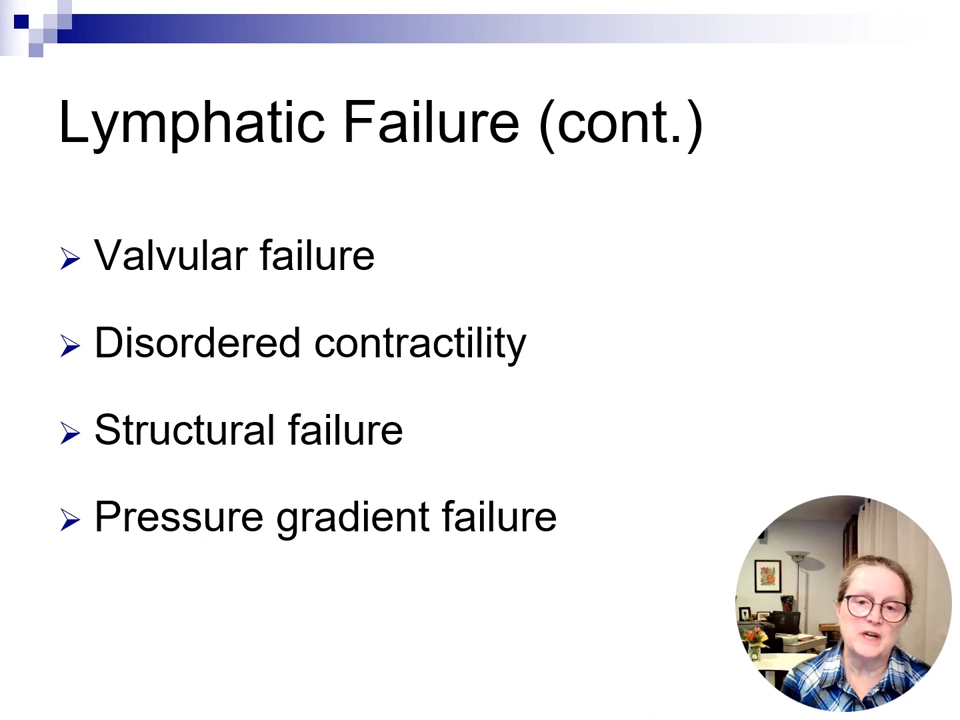 Lymphatic Failure (cont.)
Valvular failure
Disordered contractility
Structural failure
Pressure gradient failure